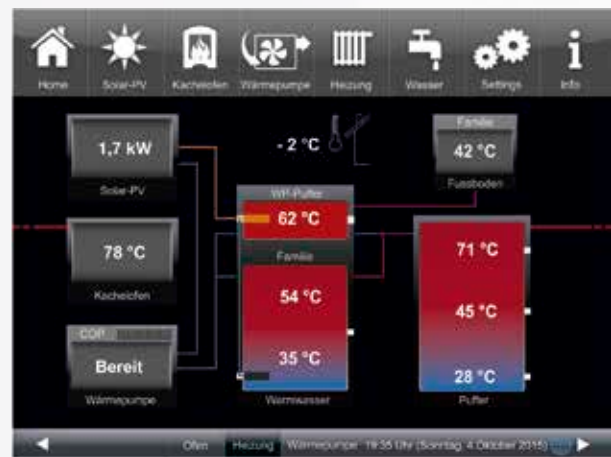 Home Solar-PV Kachelofen Wärmepumpe Heizung Wasser Settings Info
1,7 kW
Solar-PV
- 2 °C
Familie
42 °C
Fussboden
WP-Puffer
62 °C
78 °C
Kachelofen
Familie
54 °C
35 °C
Warmwasser
71 °C
45 °C
28 °C
Puffer
COP
Bereit
Wärmepumpe
Ofen Heizung Wärmepumpe 19:35 Uhr (Sonntag, 4.Oktober 2015)